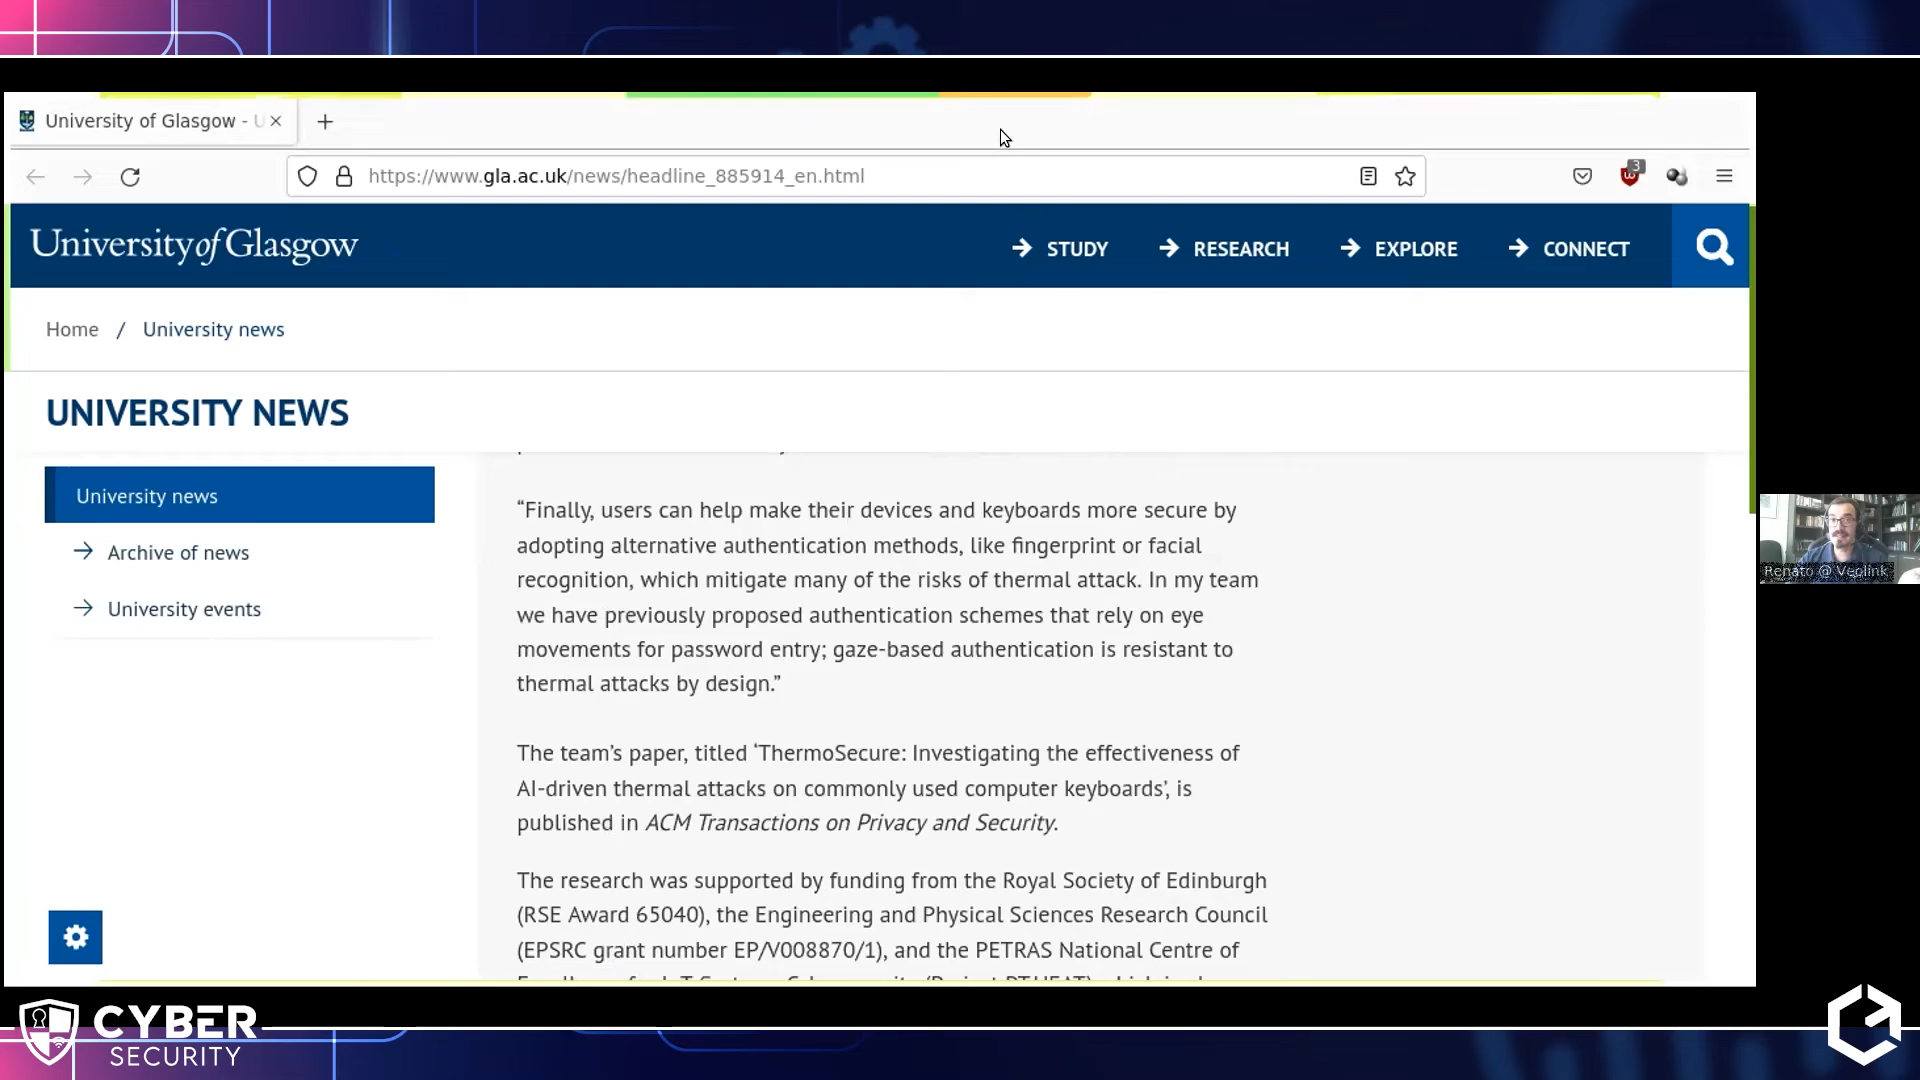 University of Glasgow - U
https://www.gla.ac.uk/news/headline_885914_en.html
3
University of Glasgow
STUDY
RESEARCH
EXPLORE
CONNECT
Home / University news
UNIVERSITY NEWS
University news
Archive of news
University events
“Finally, users can help make their devices and keyboards more secure by
adopting alternative authentication methods, like fingerprint or facial
recognition, which mitigate many of the risks of thermal attack. In my team
we have previously proposed authentication schemes that rely on eye
movements for password entry; gaze-based authentication is resistant to
thermal attacks by design.”
The team’s paper, titled ‘ThermoSecure: Investigating the effectiveness of
AI-driven thermal attacks on commonly used computer keyboards’, is
published in ACM Transactions on Privacy and Security.
The research was supported by funding from the Royal Society of Edinburgh
(RSE Award 65040), the Engineering and Physical Sciences Research Council
(EPSRC grant number EP/V008870/1), and the PETRAS National Centre of
Renato @ Veolink
CYBER
SECURITY